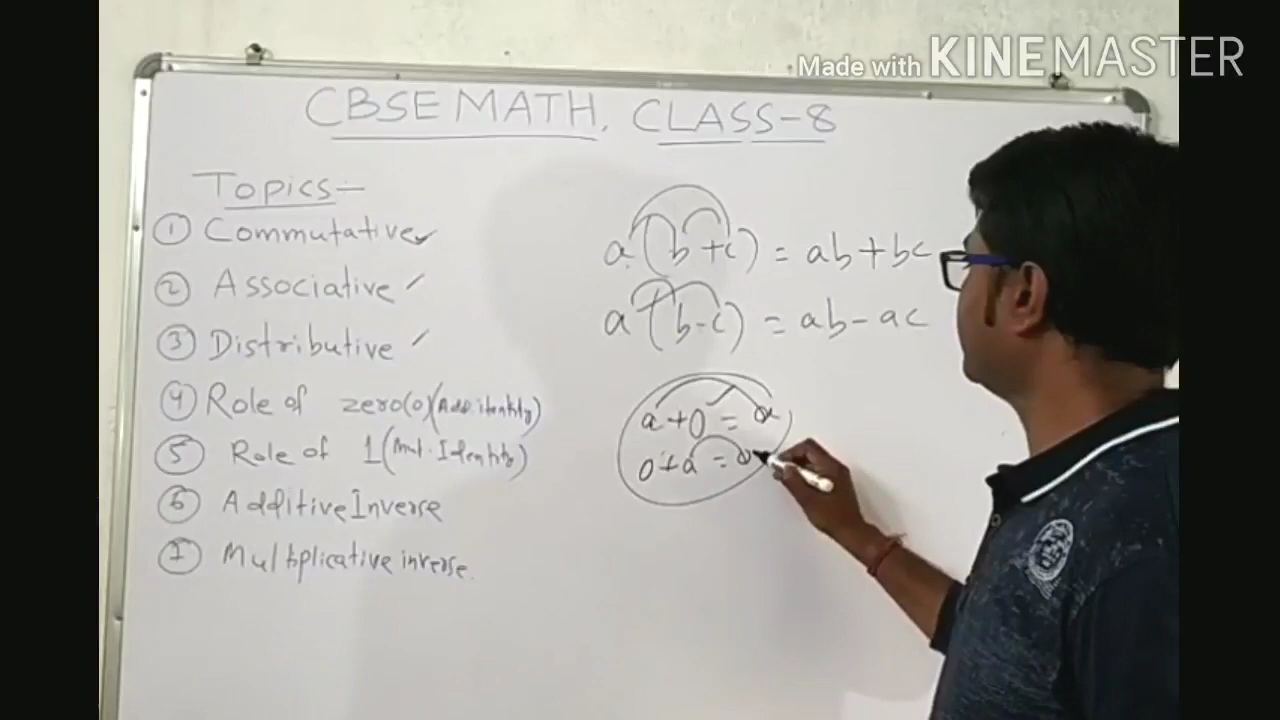 Made with KINEMASTER
CBSE MATH, CLASS-8
Topics-
① Commutative ✓
② Associative ✓
③ Distributive ✓
④ Role of zero(0)(Add. identity)
⑤ Role of 1 (Mut. Identity)
⑥ Additive Inverse
⑦ Multiplicative inverse.
a(b+c) = ab+bc
a(b-c) = ab-ac
a+0 = a
0+a = a